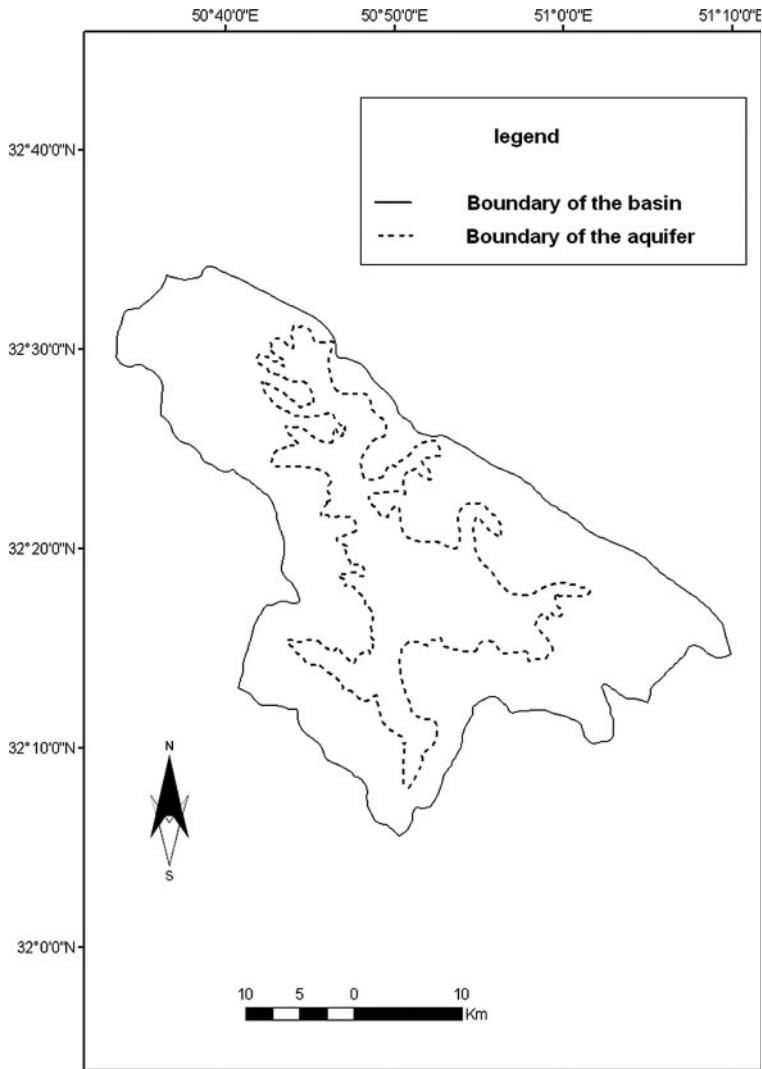 50°40'0"E 50°50'0"E 51°0'0"E 51°10'0"E
32°40'0"N
32°30'0"N
32°20'0"N
32°10'0"N
32°0'0"N
legend
Boundary of the basin
Boundary of the aquifer
N
S
10 5 0 10
Km